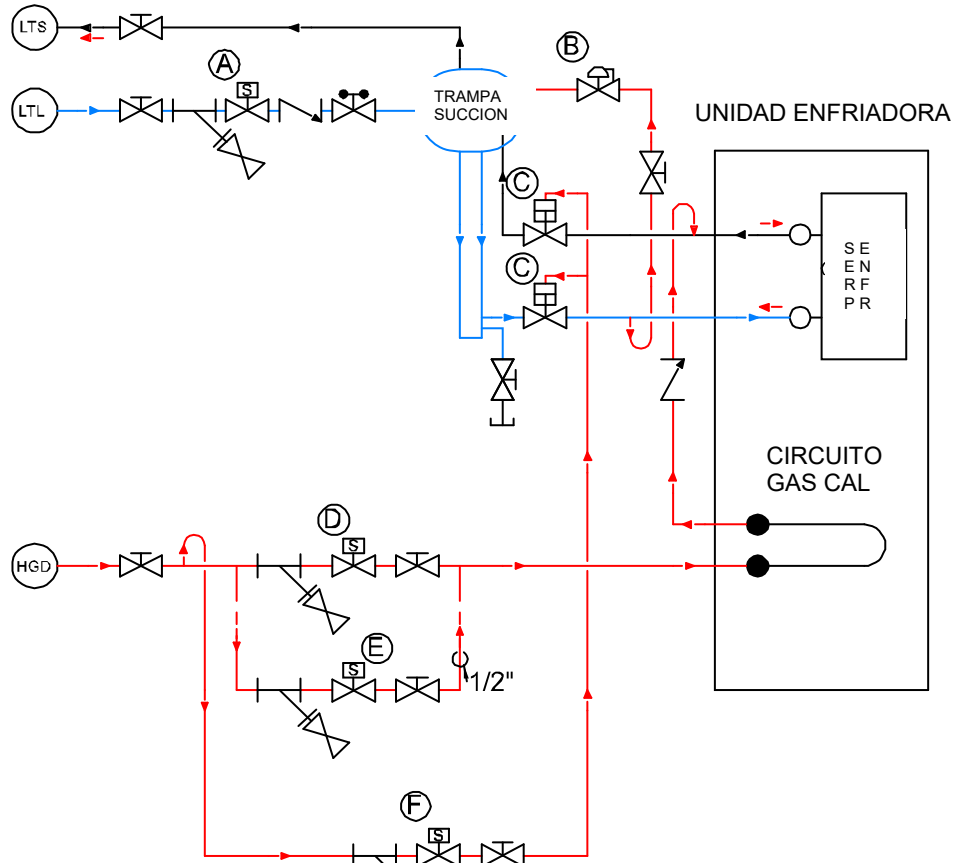 LTS
B
A
S
LTL
TRAMPA
SUCCION
UNIDAD ENFRIADORA
C
C
S E
E N
R F
P R
CIRCUITO
GAS CAL
D
S
HGD
E
S
1/2"
F
S